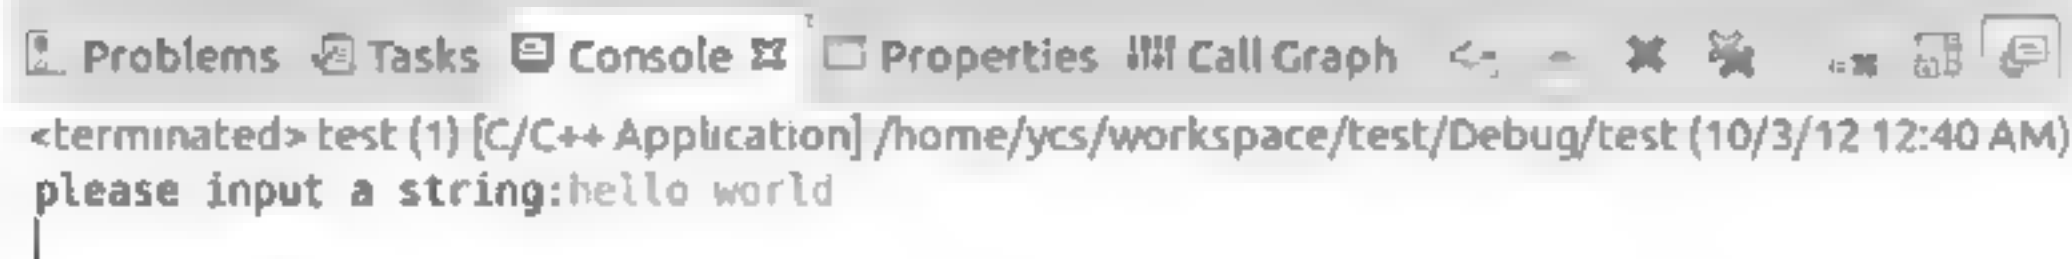 Problems Tasks Console Properties Call Graph
<terminated> test (1) [C/C++ Application] /home/ycs/workspace/test/Debug/test (10/3/12 12:40 AM)
please input a string:hello world